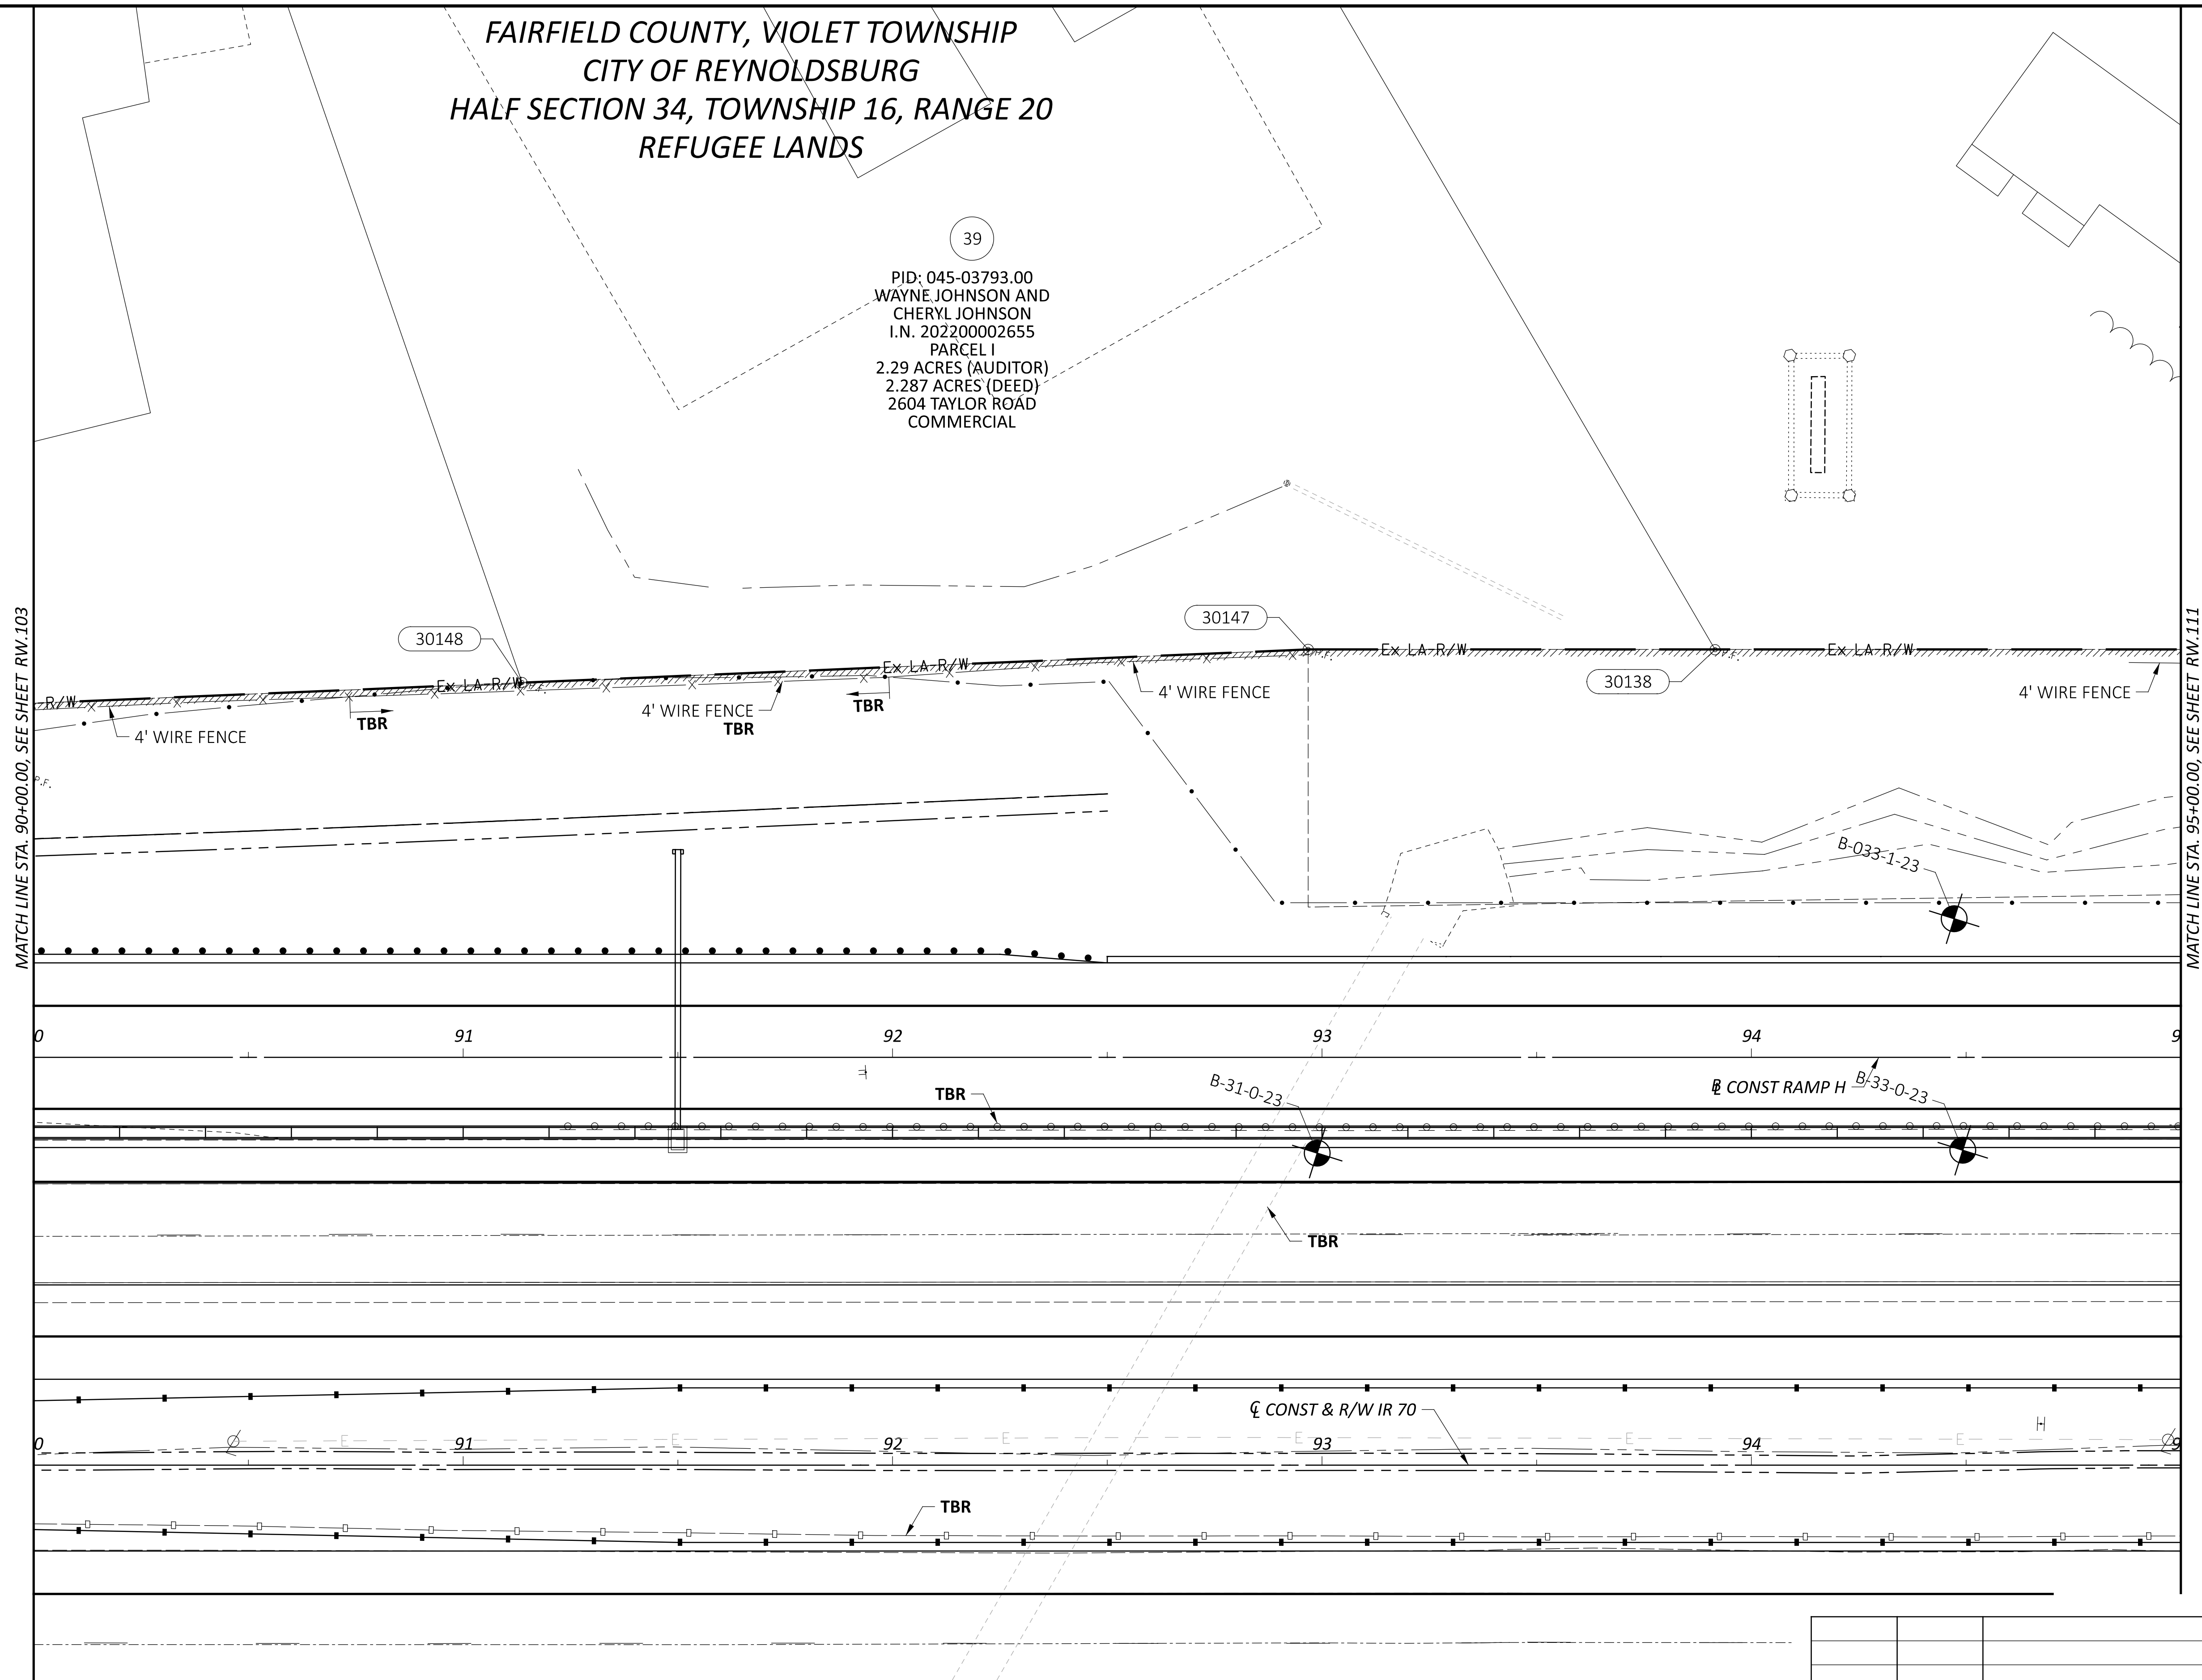 FAIRFIELD COUNTY, VIOLET TOWNSHIP
CITY OF REYNOLDSBURG
HALF SECTION 34, TOWNSHIP 16, RANGE 20
REFUGEE LANDS
39
PID: 045-03793.00
WAYNE JOHNSON AND
CHERYL JOHNSON
I.N. 202200002655
PARCEL I
2.29 ACRES (AUDITOR)
2.287 ACRES (DEED)
2604 TAYLOR ROAD
COMMERCIAL
MATCH LINE STA. 90+00.00, SEE SHEET RW.103
MATCH LINE STA. 95+00.00, SEE SHEET RW.111
30148
30147
30138
R/W
Ex LA-R/W
Ex LA-R/W
Ex LA-R/W
Ex LA-R/W
P.F.
P.F.
P.F.
P.F.
4' WIRE FENCE
TBR
4' WIRE FENCE
TBR
TBR
4' WIRE FENCE
4' WIRE FENCE
B-033-1-23
0
91
92
93
94
9
TBR
B-31-0-23
℄ CONST RAMP H
B-33-0-23
TBR
℄ CONST & R/W IR 70
0
91
92
93
94
9
E
E
E
E
E
E
TBR